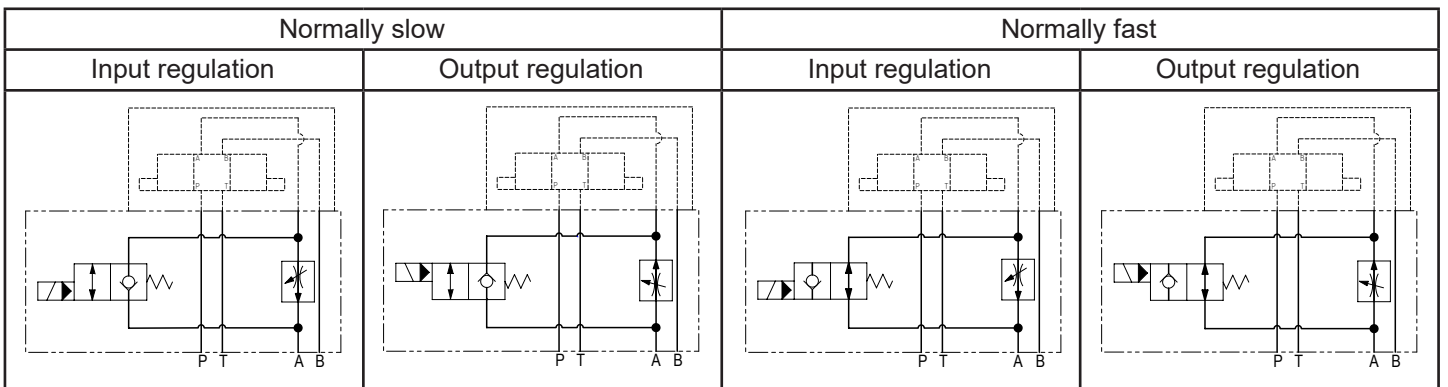 Normally slow Normally fast
Input regulation Output regulation Input regulation Output regulation
A B A B A B A B
P T P T P T P T
P T A B P T A B P T A B P T A B